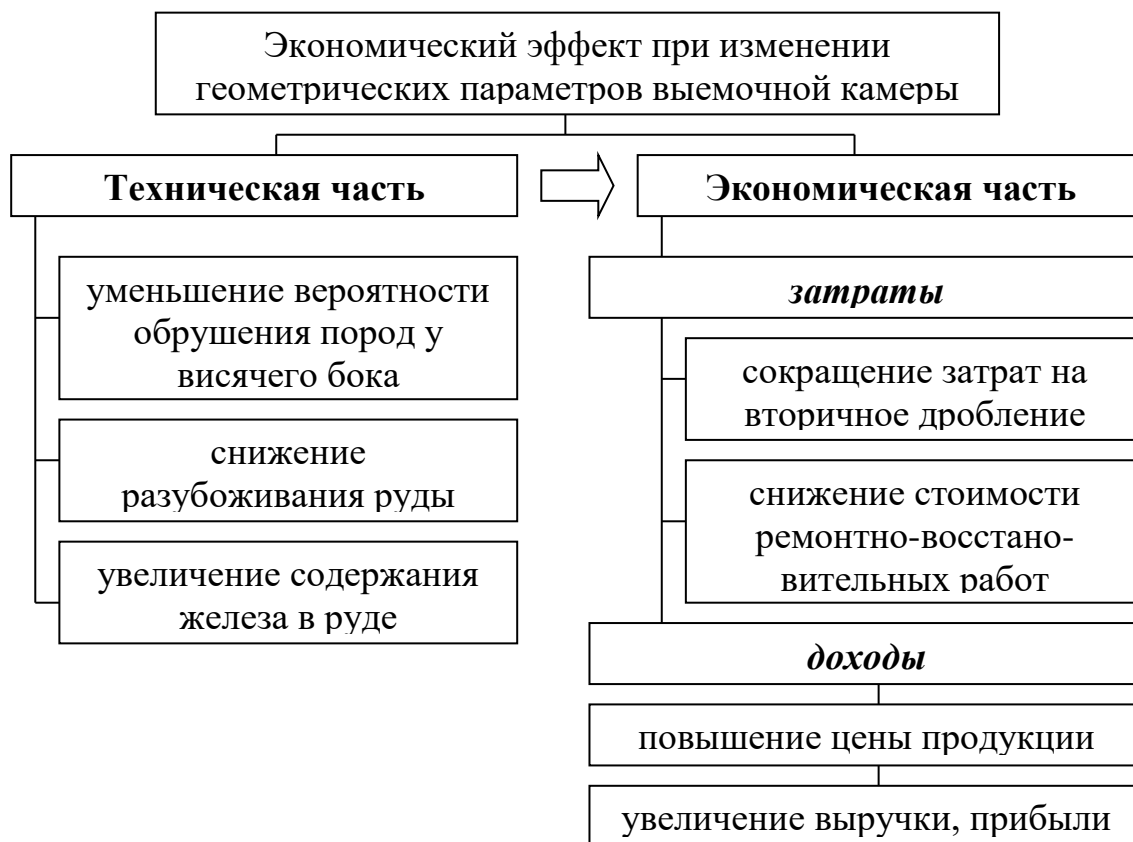 Экономический эффект при изменении
геометрических параметров выемочной камеры
Техническая часть
уменьшение вероятности
обрушения пород у
висячего бока
снижение
разубоживания руды
увеличение содержания
железа в руде
Экономическая часть
затраты
сокращение затрат на
вторичное дробление
снижение стоимости
ремонтно-восстано-
вительных работ
доходы
повышение цены продукции
увеличение выручки, прибыли